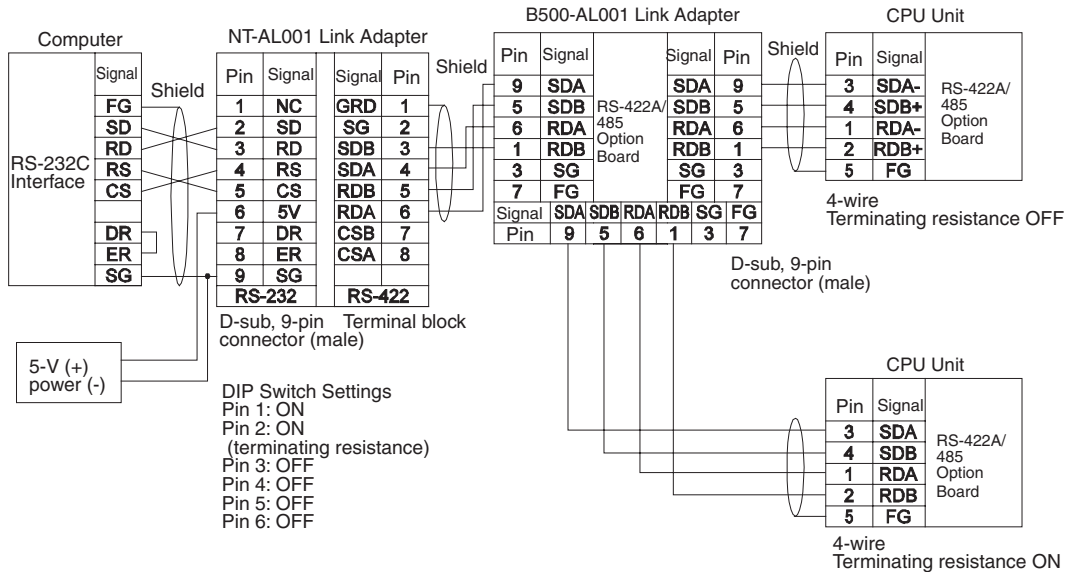 Computer
Signal
Shield
FG
SD
RD
RS
CS
DR
ER
SG
RS-232C
Interface
5-V (+)
power (-)
NT-AL001 Link Adapter
Pin Signal Signal Pin
1 NC GRD 1
2 SD SG 2
3 RD SDB 3
4 RS SDA 4
5 CS RDB 5
6 5V RDA 6
7 DR CSB 7
8 ER CSA 8
9 SG
RS-232 RS-422
D-sub, 9-pin Terminal block
connector (male)
DIP Switch Settings
Pin 1: ON
Pin 2: ON
(terminating resistance)
Pin 3: OFF
Pin 4: OFF
Pin 5: OFF
Pin 6: OFF
Shield
B500-AL001 Link Adapter
Pin Signal Signal Pin
9 SDA SDA 9
5 SDB SDB 5
6 RDA RDA 6
1 RDB RDB 1
3 SG SG 3
7 FG FG 7
RS-422A/
485
Option
Board
Signal SDA SDB RDA RDB SG FG
Pin 9 5 6 1 3 7
D-sub, 9-pin
connector (male)
Shield
CPU Unit
Pin Signal
3 SDA-
4 SDB+
1 RDA-
2 RDB+
5 FG
RS-422A/
485
Option
Board
4-wire
Terminating resistance OFF
CPU Unit
Pin Signal
3 SDA
4 SDB
1 RDA
2 RDB
5 FG
RS-422A/
485
Option
Board
4-wire
Terminating resistance ON